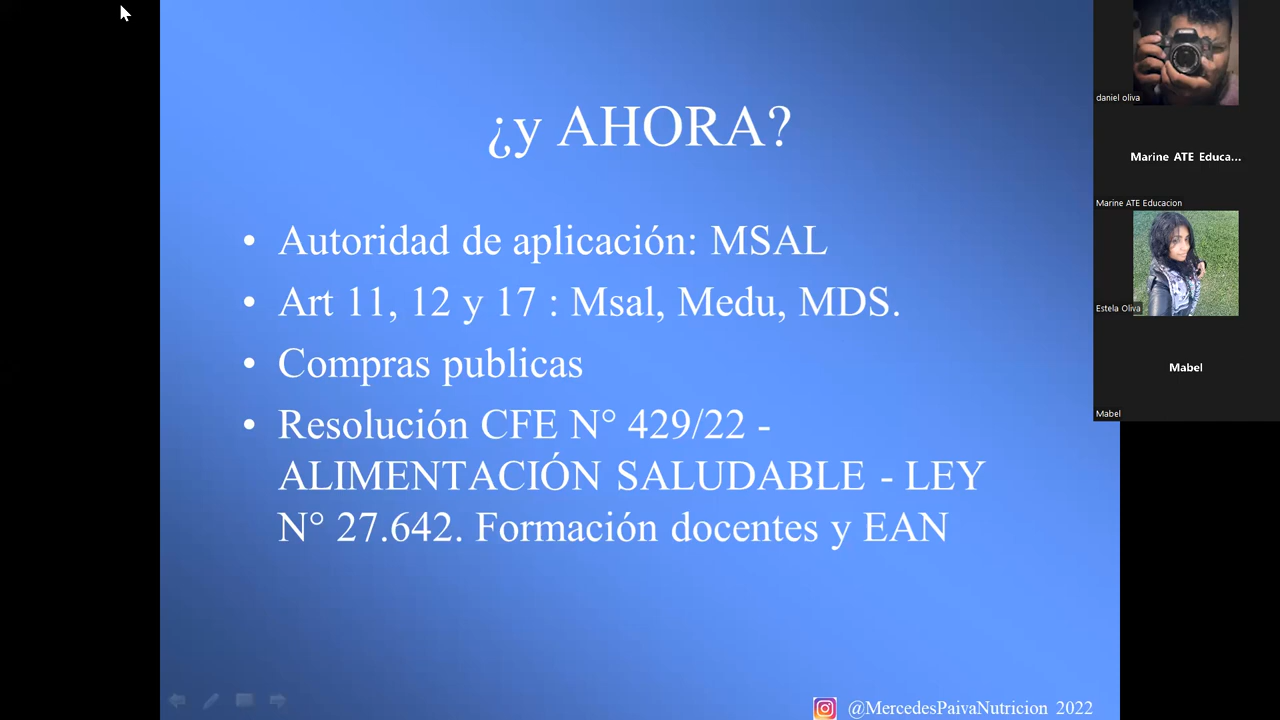 ¿y AHORA?
• Autoridad de aplicación: MSAL
• Art 11, 12 y 17 : Msal, Medu, MDS.
• Compras publicas
• Resolución CFE N° 429/22 -
ALIMENTACIÓN SALUDABLE - LEY
N° 27.642. Formación docentes y EAN
@MercedesPaivaNutricion 2022
daniel oliva
Marine ATE Educa...
Marine ATE Educacion
Estela Oliva
Mabel
Mabel